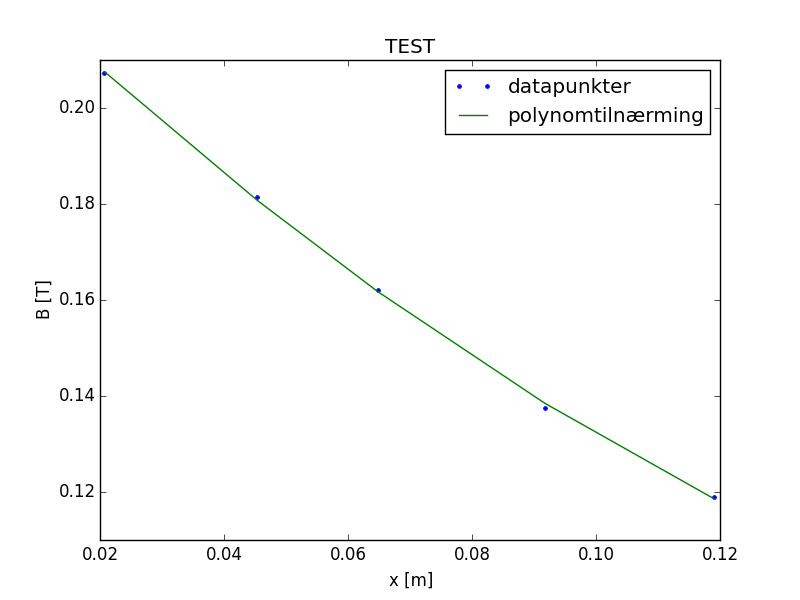 TEST
datapunkter
polynomtilnærming
B [T]
0.20
0.18
0.16
0.14
0.12
0.02 0.04 0.06 0.08 0.10 0.12
x [m]